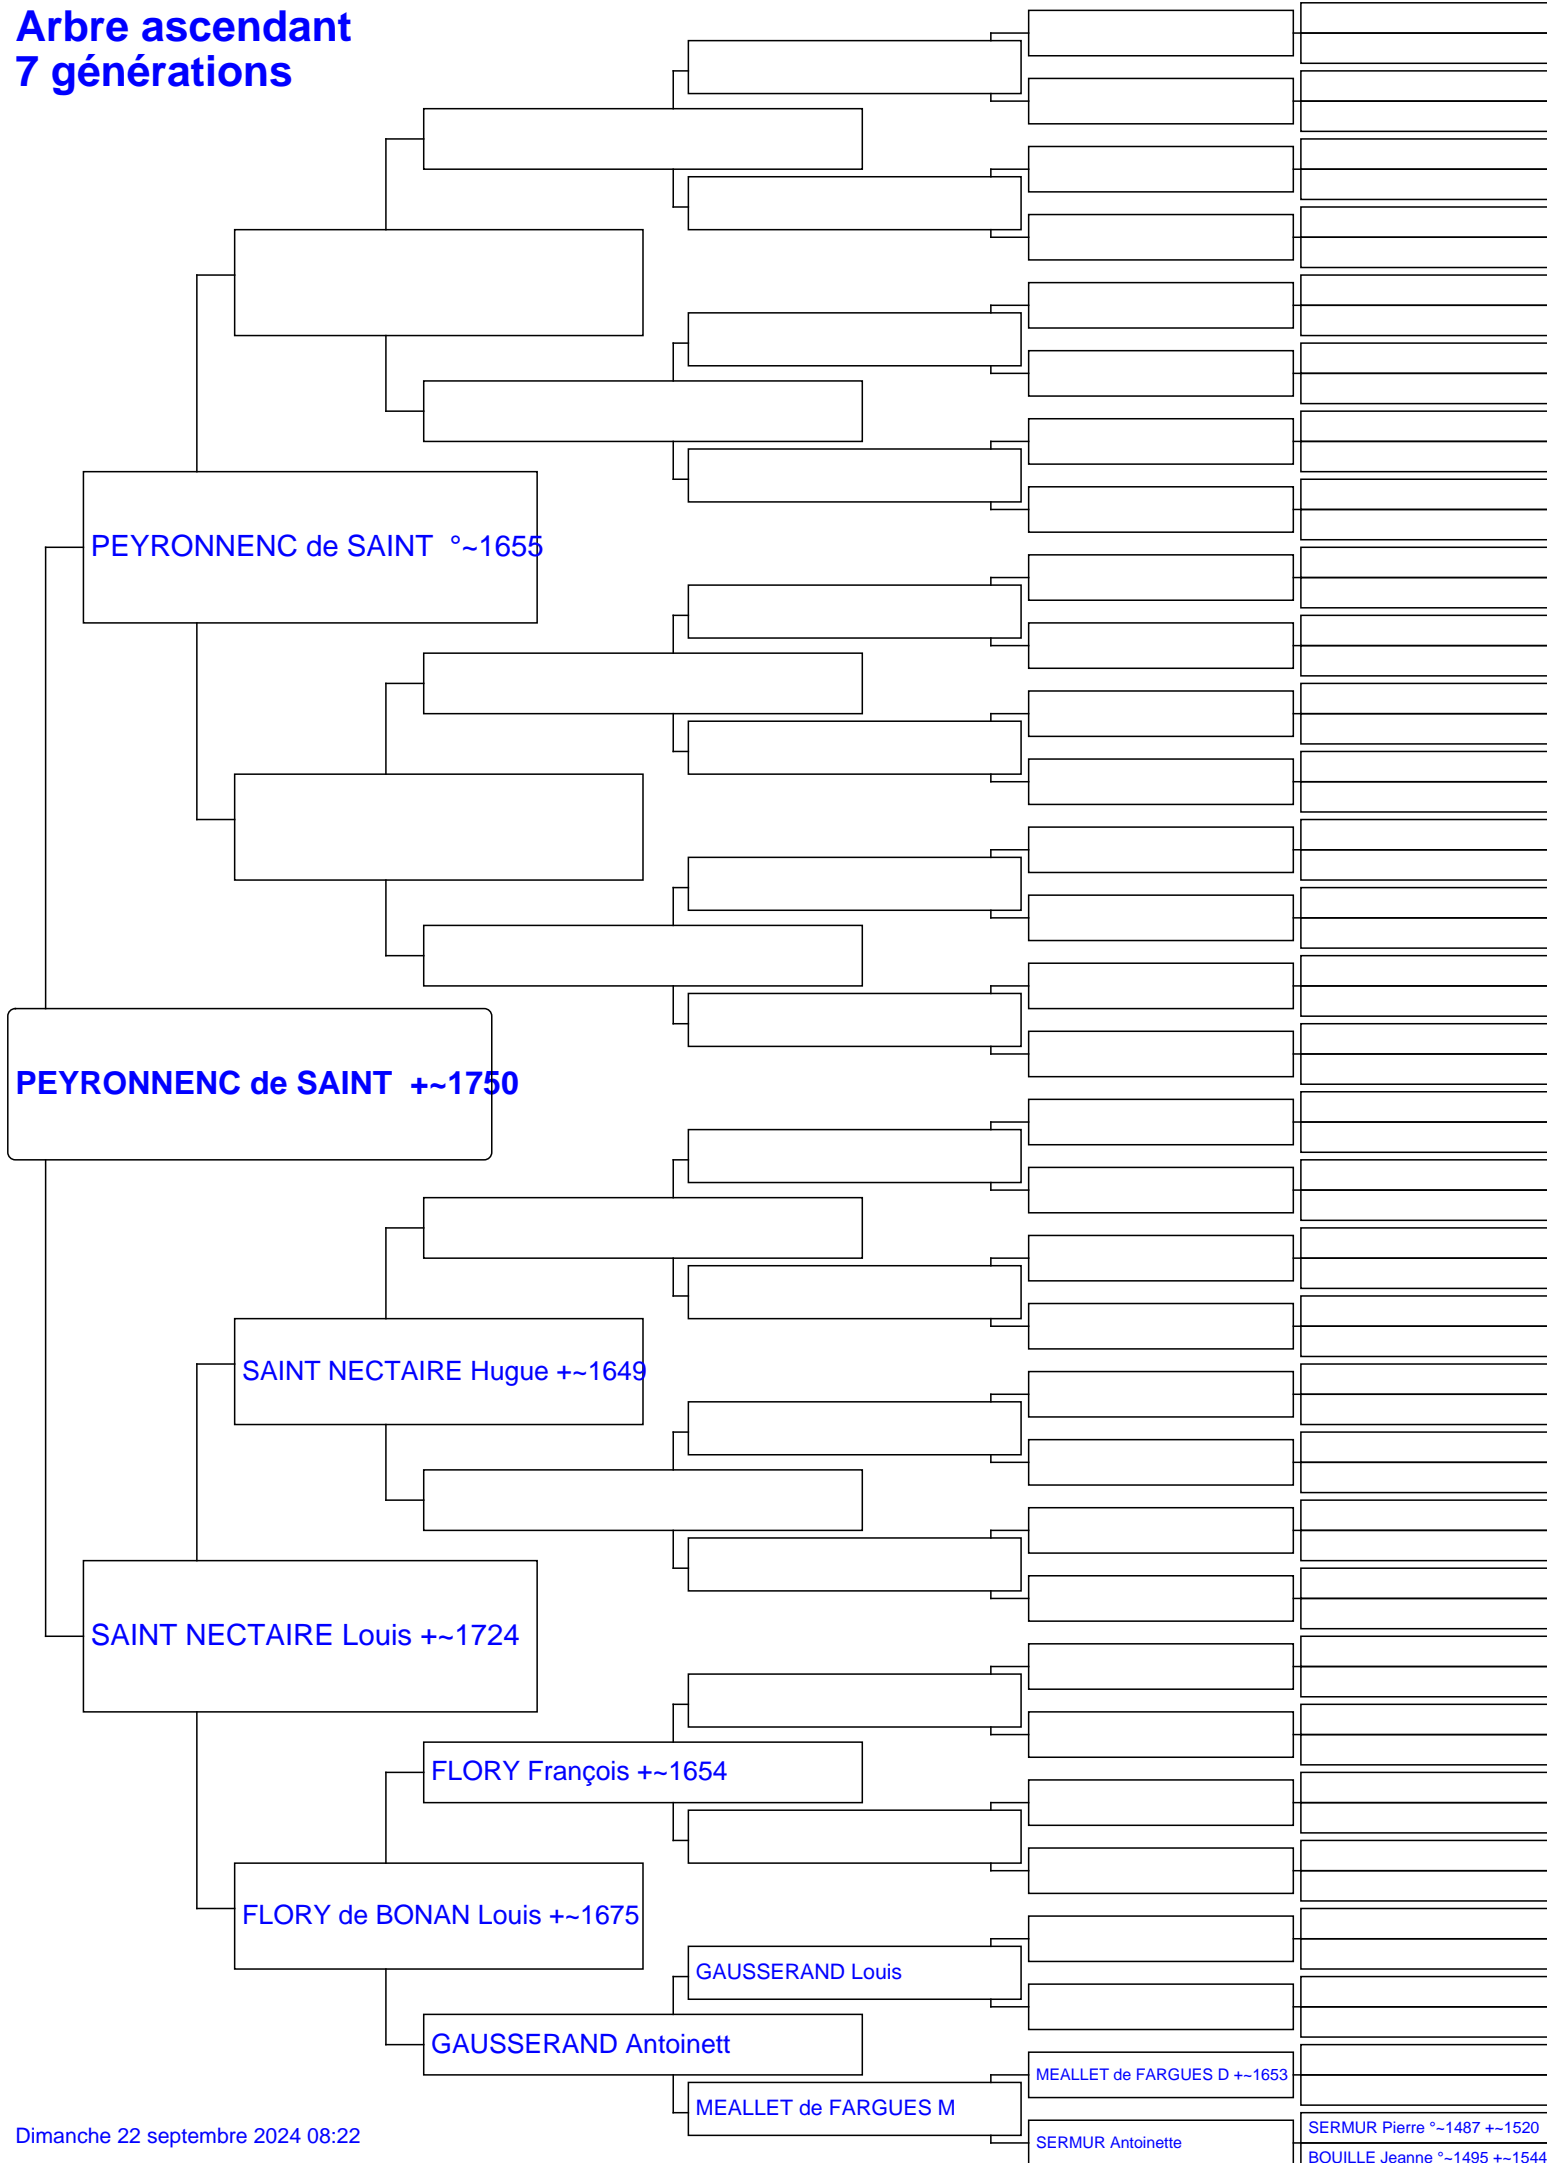 Arbre ascendant
7 générations
PEYRONNENC de SAINT  °~1655
PEYRONNENC de SAINT  +~1750
SAINT NECTAIRE Hugue +~1649
SAINT NECTAIRE Louis +~1724
FLORY François +~1654
FLORY de BONAN Louis +~1675
GAUSSERAND Louis
GAUSSERAND Antoinett
MEALLET de FARGUES D +~1653
MEALLET de FARGUES M
SERMUR Pierre °~1487 +~1520
SERMUR Antoinette
BOUILLE Jeanne °~1495 +~1544
Dimanche 22 septembre 2024 08:22